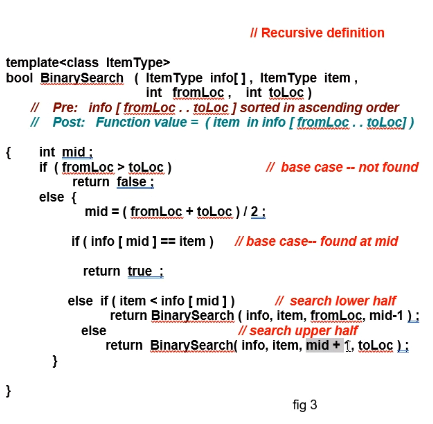 // Recursive definition
template<class ItemType>
bool BinarySearch ( ItemType info[ ] , ItemType item ,
int fromLoc , int toLoc )
// Pre: info [ fromLoc . . toLoc ] sorted in ascending order
// Post: Function value = ( item in info [ fromLoc . . toLoc] )
{ int mid ;
if ( fromLoc > toLoc ) // base case -- not found
return false ;
else {
mid = ( fromLoc + toLoc ) / 2 ;
if ( info [ mid ] == item ) // base case-- found at mid
return true ;
else if ( item < info [ mid ] ) // search lower half
return BinarySearch ( info, item, fromLoc, mid-1 ) ;
else // search upper half
return BinarySearch( info, item, mid + 1, toLoc ) ;
}
}
fig 3